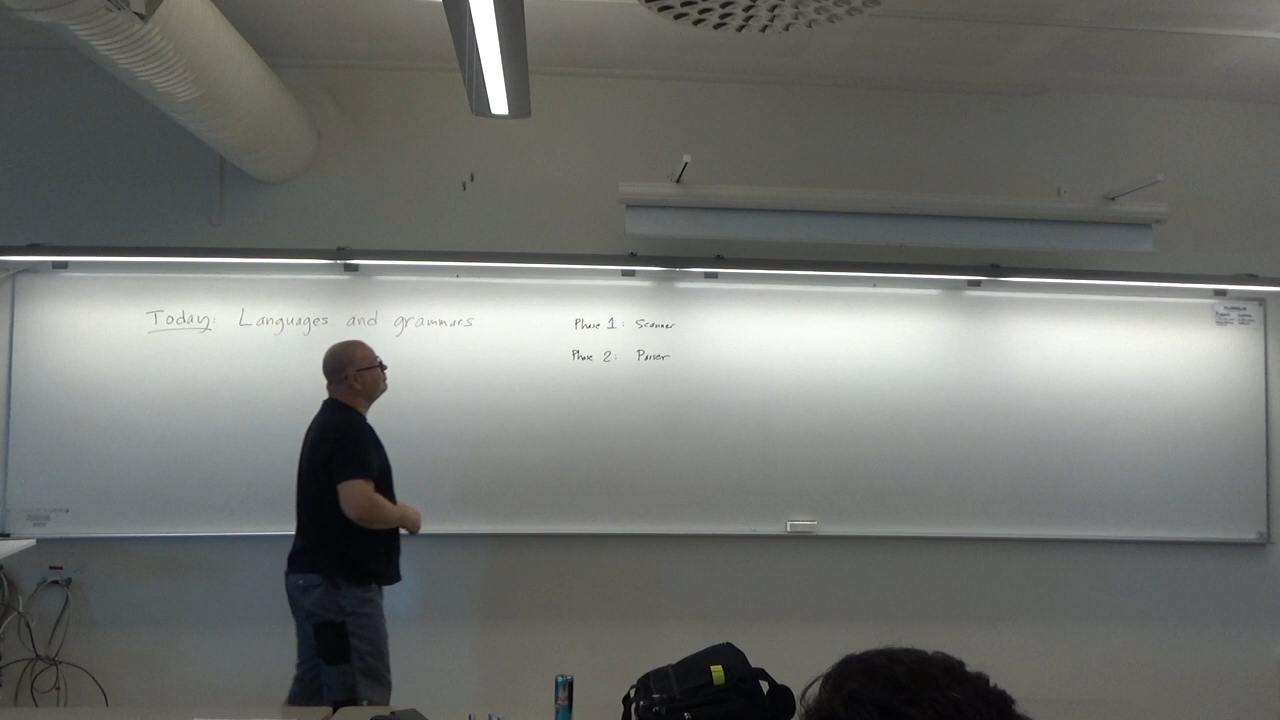 Today: Languages and grammars
Phase 1: Scanner
Phase 2: Parser